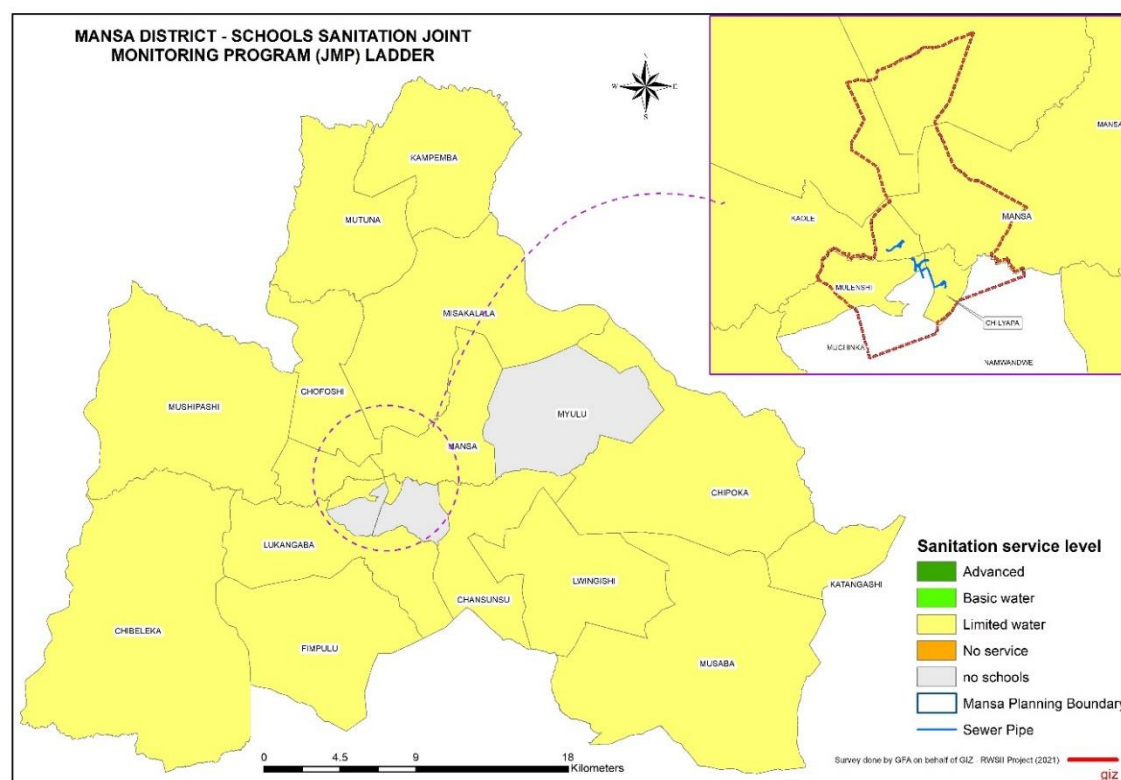 MANSA DISTRICT - SCHOOLS SANITATION JOINT
MONITORING PROGRAM (JMP) LADDER
N
W E
S
KAMPEMBA
MUTUNA
MISAKALALA
CHOFOSHI
MUSHIPASHI
MYULU
MANSA
CHIPOKA
LUKANGABA
KATANGASHI
LWINGISHI
CHANSUNSU
CHIBELEKA
FIMPULU
MUSABA
MANSA
KAOLE
MANSA
MULENSHI
CHILYAPA
MUCHINKA
NAMWANDWE
Sanitation service level
Advanced
Basic water
Limited water
No service
no schools
Mansa Planning Boundary
Sewer Pipe
0 4.5 9 18
Kilometers
Survey done by GFA on behalf of GIZ - RWSII Project (2021)
giz